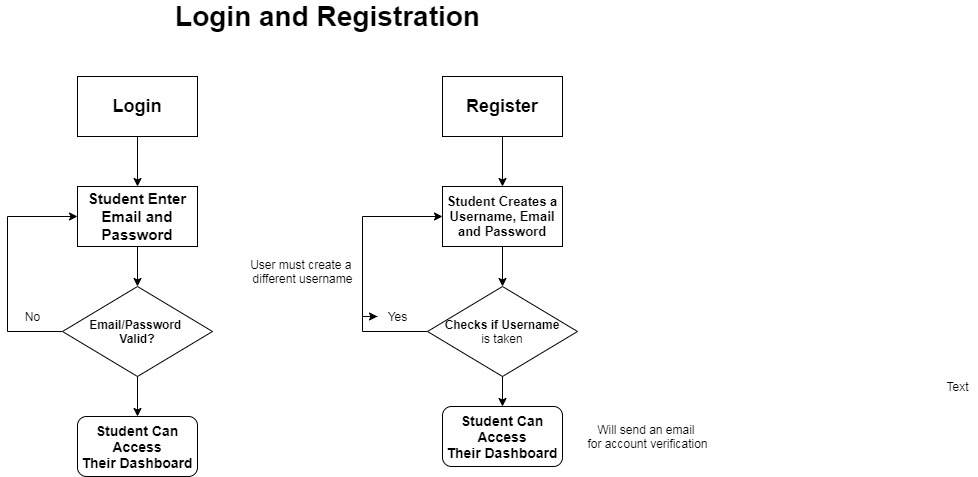 Login and Registration
Login
Student Enter
Email and
Password
No
Email/Password
Valid?
Student Can
Access
Their Dashboard
Register
Student Creates a
Username, Email
and Password
User must create a
different username
Yes
Checks if Username
is taken
Student Can
Access
Their Dashboard
Will send an email
for account verification
Text